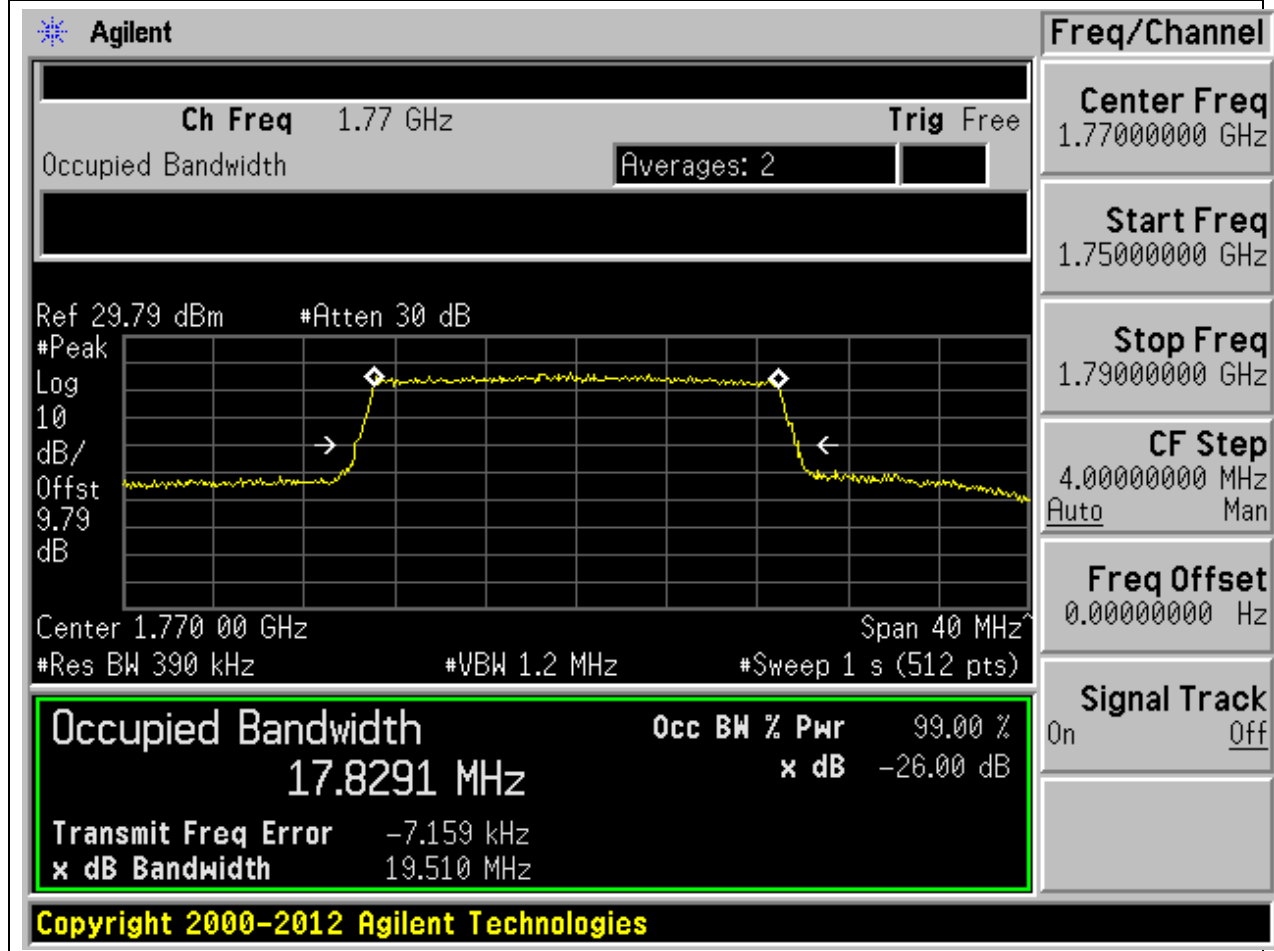 Agilent
Freq/Channel
Ch Freq 1.77 GHz Trig Free
Occupied Bandwidth Averages: 2
Center Freq
1.77000000 GHz
Start Freq
1.75000000 GHz
Stop Freq
1.79000000 GHz
CF Step
4.00000000 MHz
Auto Man
Freq Offset
0.00000000 Hz
Signal Track
On Off
Ref 29.79 dBm #Atten 30 dB
#Peak
Log
10
dB/
Offst
9.79
dB
Center 1.770 00 GHz Span 40 MHz^
#Res BW 390 kHz #VBW 1.2 MHz #Sweep 1 s (512 pts)
Occupied Bandwidth Occ BW % Pwr 99.00 %
17.8291 MHz x dB -26.00 dB
Transmit Freq Error -7.159 kHz
x dB Bandwidth 19.510 MHz
Copyright 2000-2012 Agilent Technologies